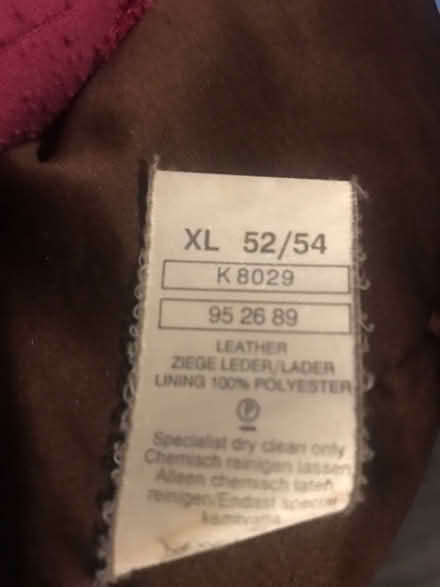 XL 52/54
K 8029
95 26 89
LEATHER
ZIEGE LEDER/LADER
LINING 100% POLYESTER
P
Specialist dry clean only
Chemisch reinigen lassen
Alleen chemisch laten
reinigen/Endast special